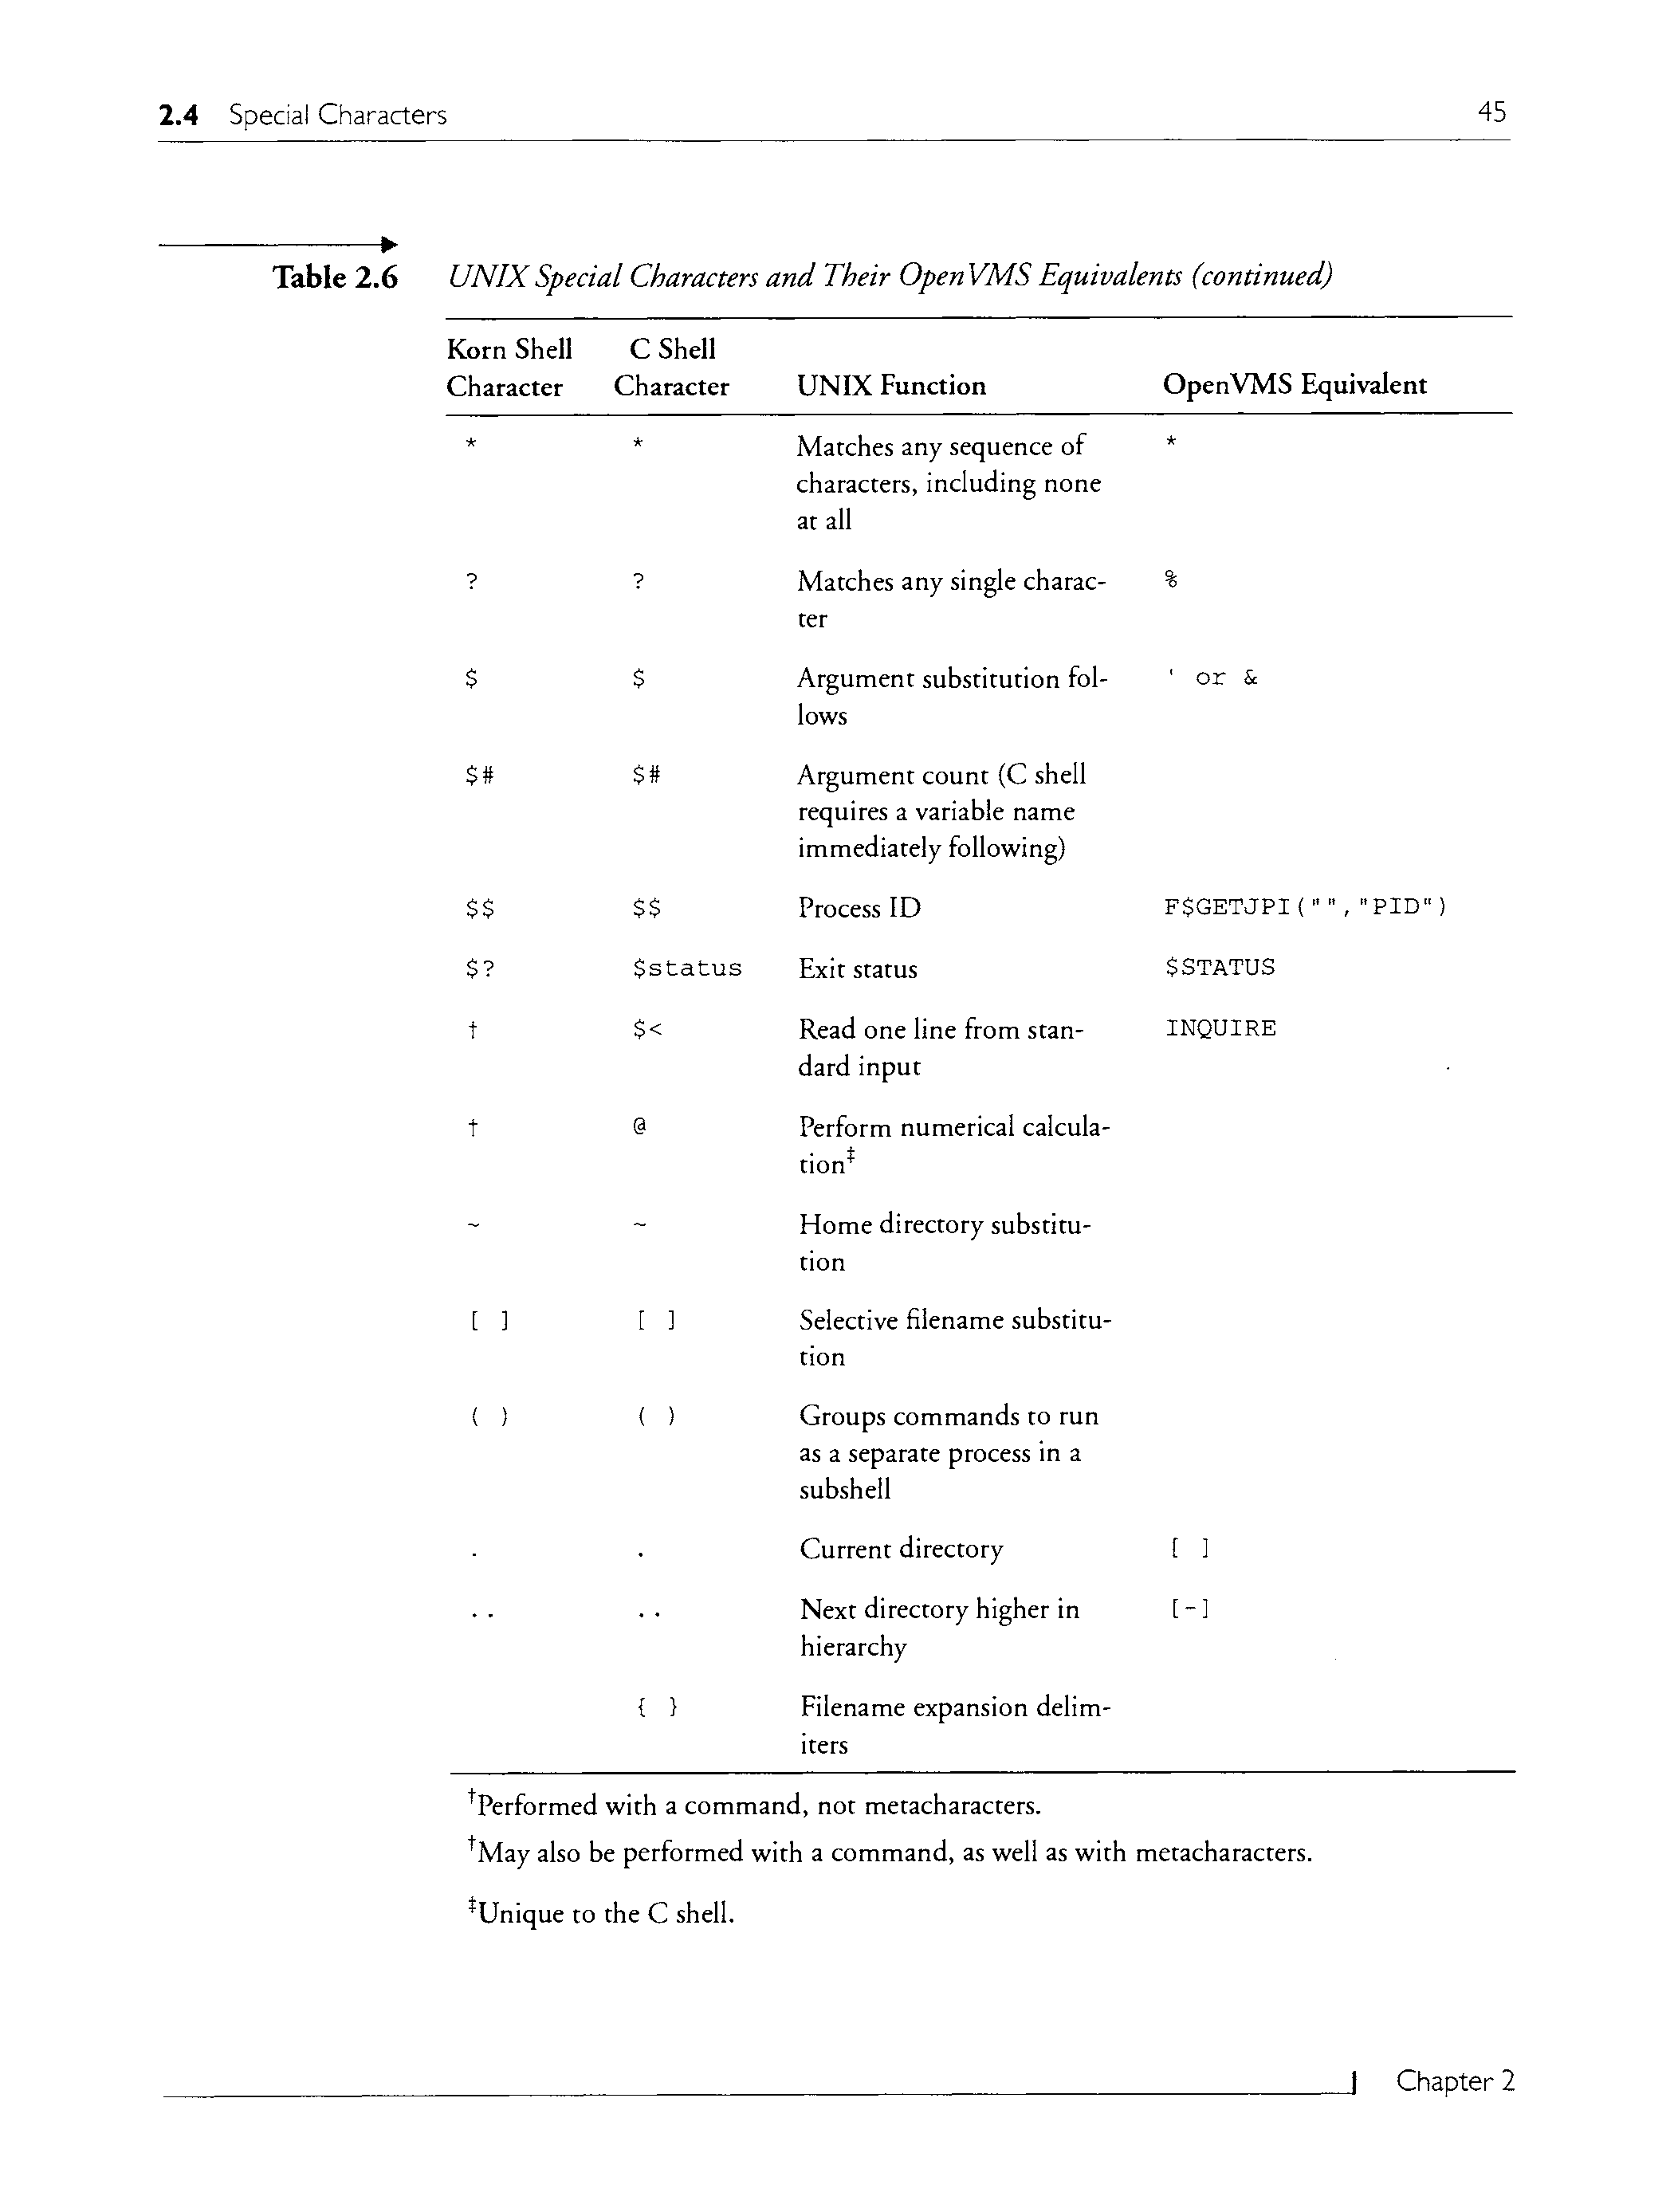 2.4 Special Characters 45
Table 2.6 UNIX Special Characters and Their OpenVMS Equivalents (continued)
Korn Shell C Shell
Character Character UNIX Function OpenVMS Equivalent
* * Matches any sequence of *
characters, including none
at all
? ? Matches any single charac- %
ter
$ $ Argument substitution fol- ' or &
lows
$# $# Argument count (C shell
requires a variable name
immediately following)
$$ $$ Process ID F$GETJPI("","PID")
$? $status Exit status $STATUS
† $< Read one line from stan- INQUIRE
dard input
† @ Perform numerical calcula-
tion‡
~ ~ Home directory substitu-
tion
[ ] [ ] Selective filename substitu-
tion
( ) ( ) Groups commands to run
as a separate process in a
subshell
. . Current directory [ ]
.. .. Next directory higher in [-]
hierarchy
{ } Filename expansion delim-
iters
†Performed with a command, not metacharacters.
†May also be performed with a command, as well as with metacharacters.
‡Unique to the C shell.
Chapter 2